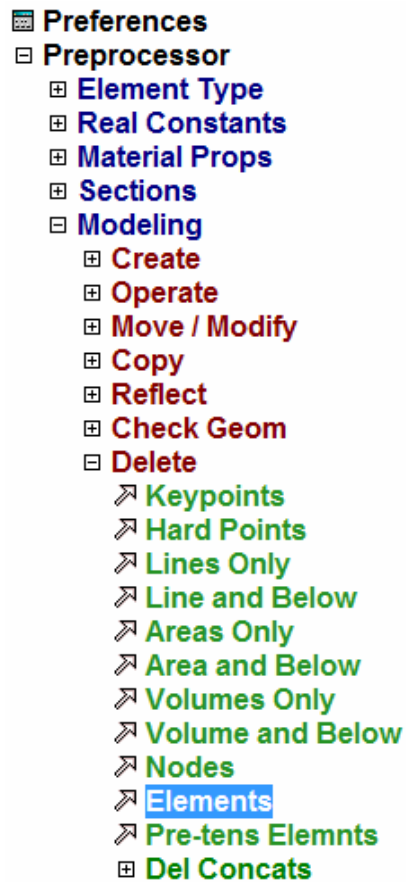 Preferences
Preprocessor
Element Type
Real Constants
Material Props
Sections
Modeling
Create
Operate
Move / Modify
Copy
Reflect
Check Geom
Delete
Keypoints
Hard Points
Lines Only
Line and Below
Areas Only
Area and Below
Volumes Only
Volume and Below
Nodes
Elements
Pre-tens Elemnts
Del Concats